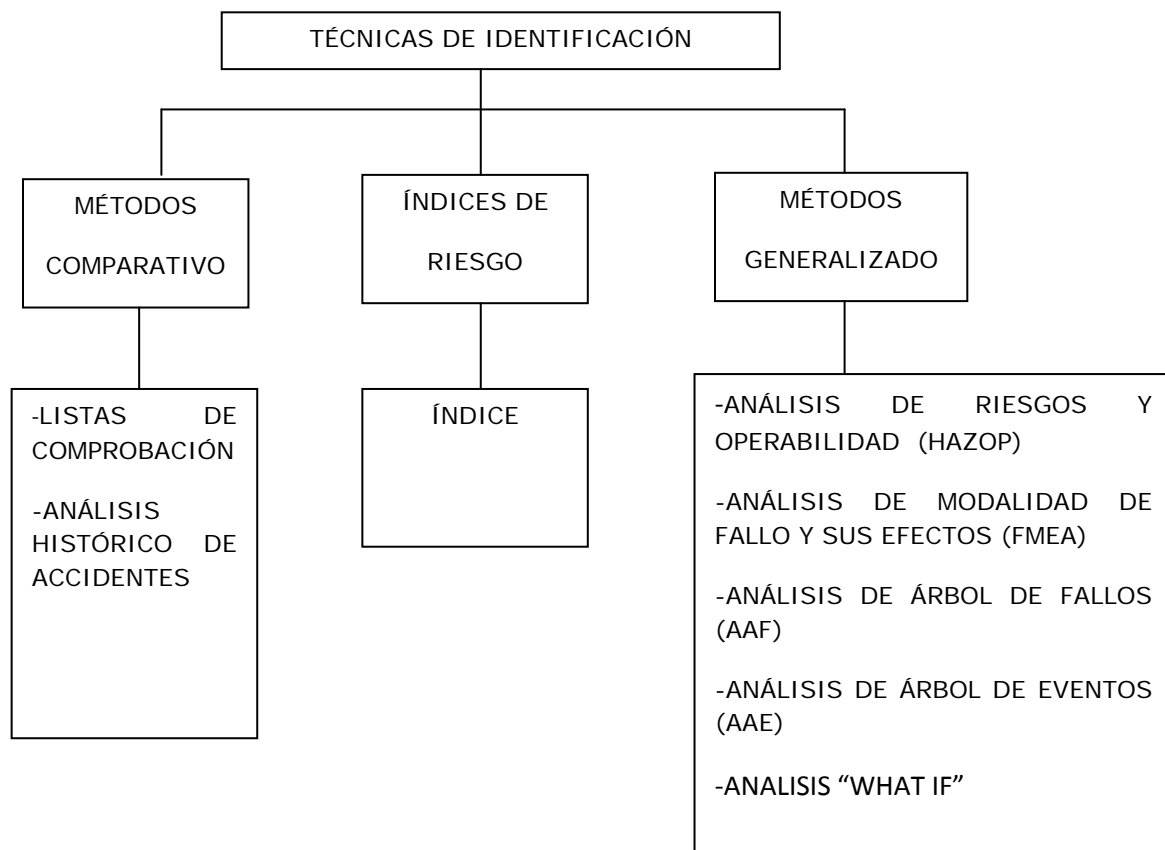 TÉCNICAS DE IDENTIFICACIÓN
MÉTODOS
COMPARATIVO
ÍNDICES DE
RIESGO
MÉTODOS
GENERALIZADO
-LISTAS DE
COMPROBACIÓN
-ANÁLISIS
HISTÓRICO DE
ACCIDENTES
ÍNDICE
-ANÁLISIS DE RIESGOS Y
OPERABILIDAD (HAZOP)
-ANÁLISIS DE MODALIDAD DE
FALLO Y SUS EFECTOS (FMEA)
-ANÁLISIS DE ÁRBOL DE FALLOS
(AAF)
-ANÁLISIS DE ÁRBOL DE EVENTOS
(AAE)
-ANALISIS “WHAT IF”